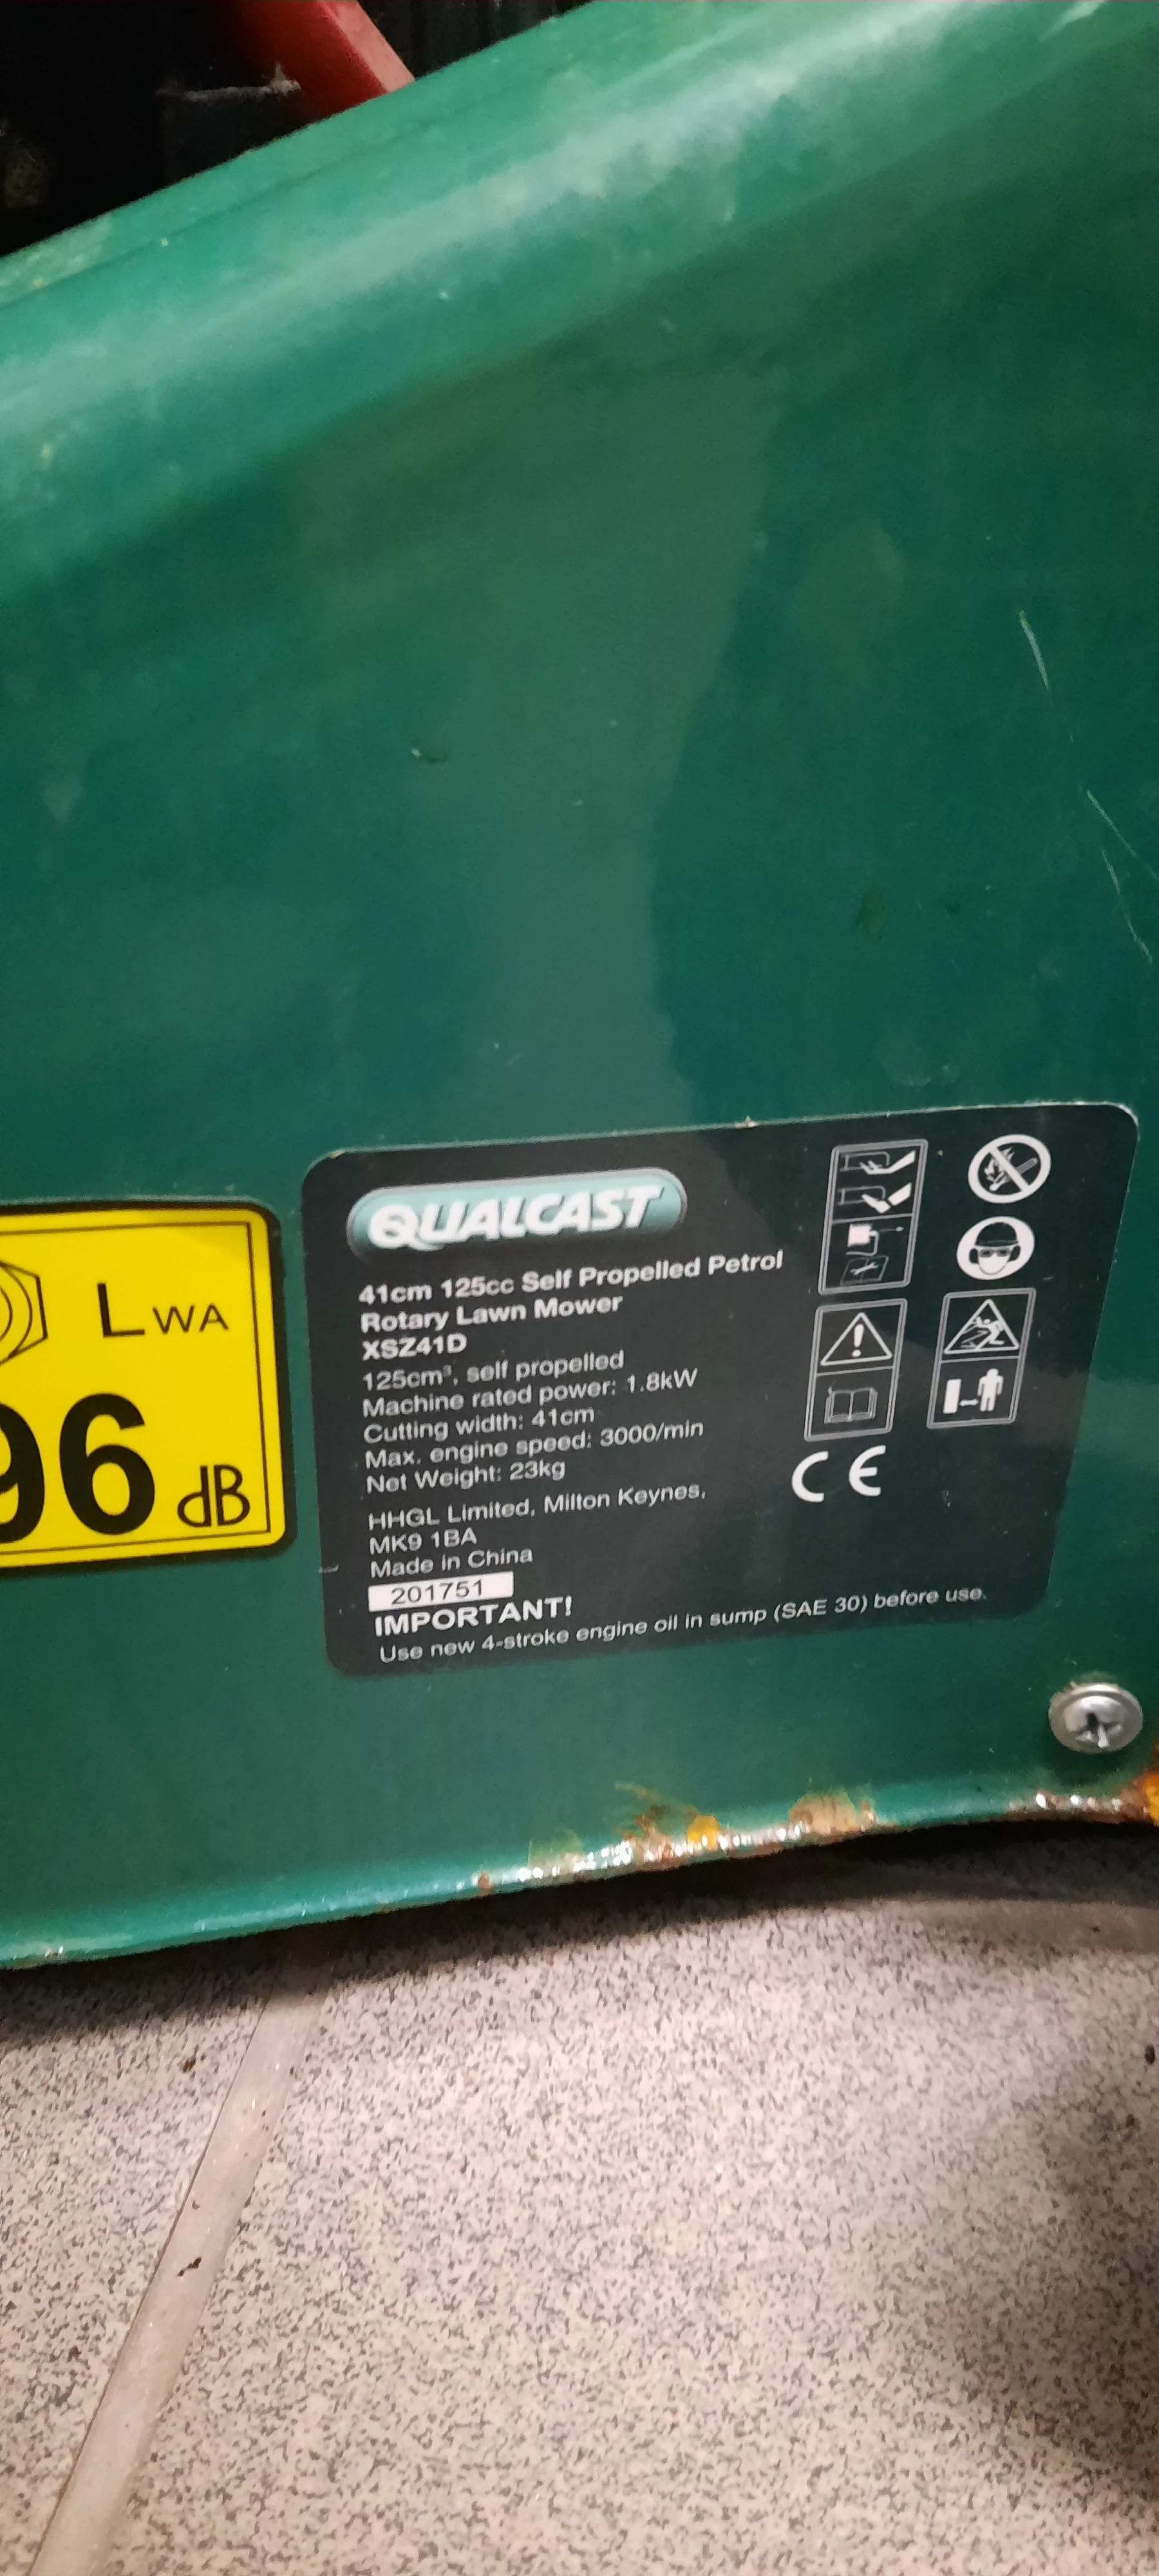 LWA
96 dB
QUALCAST
41cm 125cc Self Propelled Petrol
Rotary Lawn Mower
XSZ41D
125cm³, self propelled
Machine rated power: 1.8kW
Cutting width: 41cm
Max. engine speed: 3000/min
Net Weight: 23kg
HHGL Limited, Milton Keynes,
MK9 1BA
Made in China
201751
IMPORTANT!
Use new 4-stroke engine oil in sump (SAE 30) before use.
CE